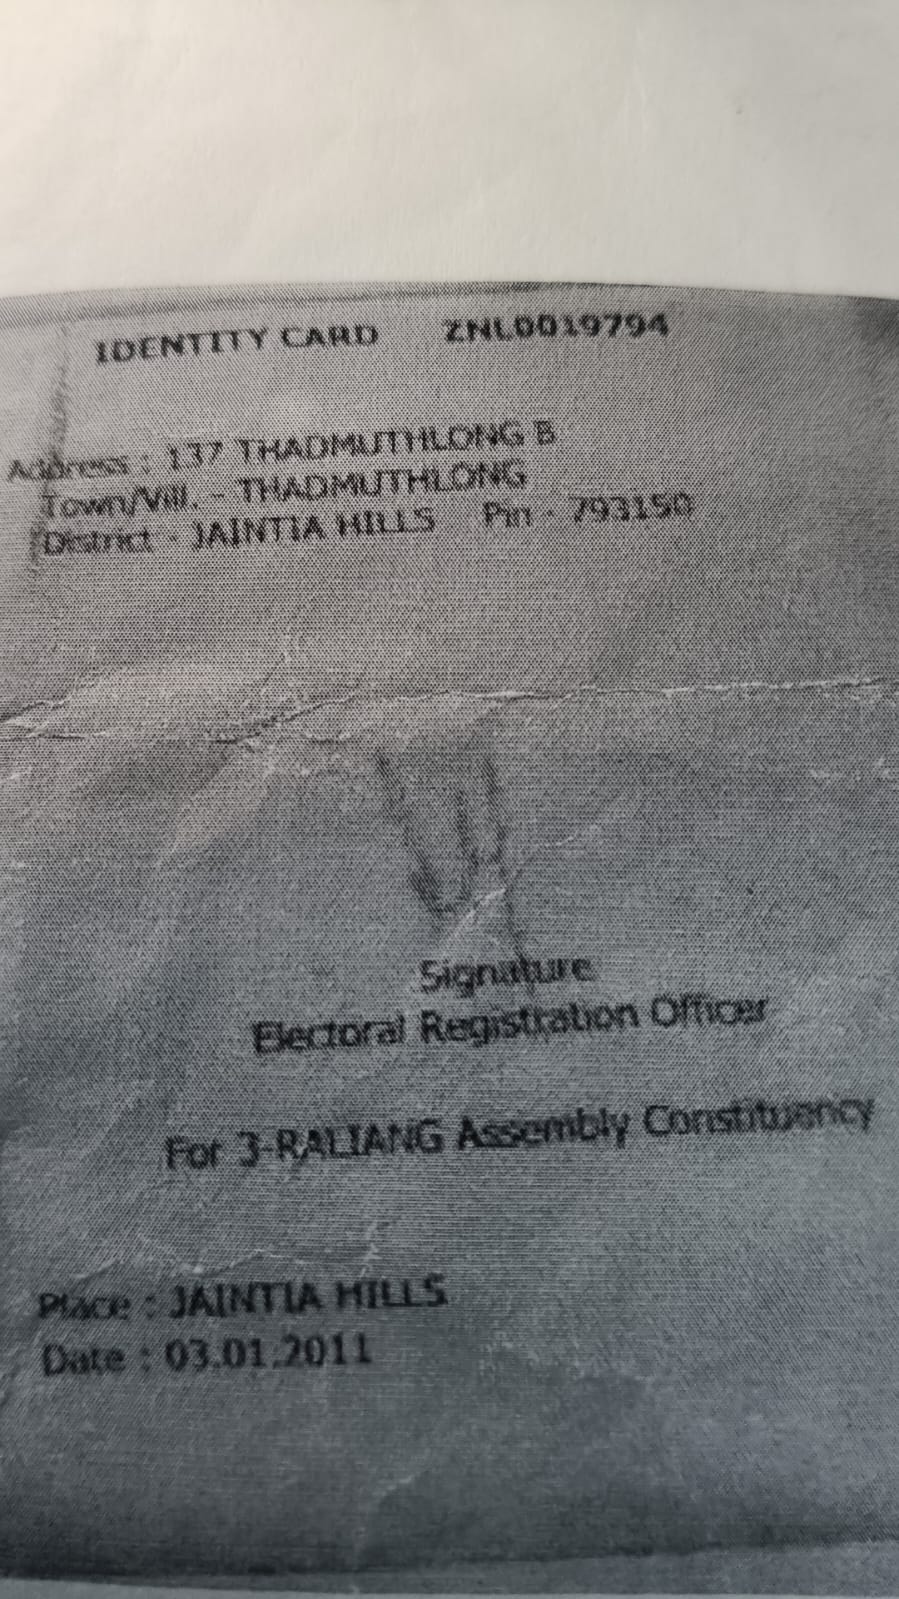 IDENTITY CARD ZNL0019794
Address : 137 THADMUTHLONG B
Town/Vill. - THADMUTHLONG
District - JAINTIA HILLS Pin - 793150
Signature
Electoral Registration Officer
For 3-RALIANG Assembly Constituency
Place : JAINTIA HILLS
Date : 03.01.2011